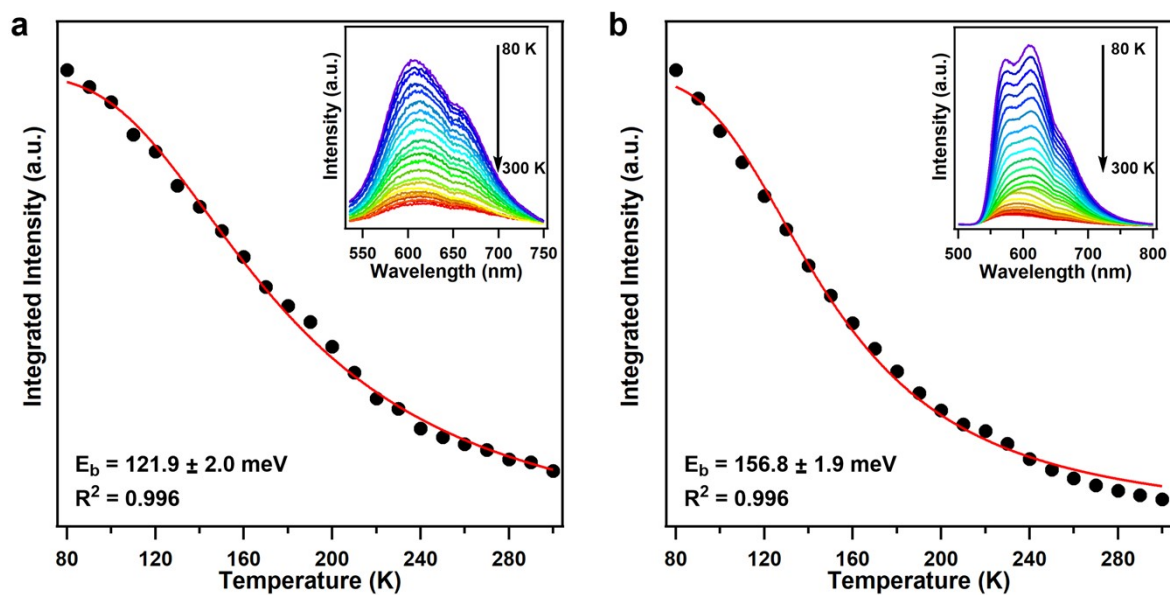 a
Integrated Intensity (a.u.)
Intensity (a.u.)
80 K
300 K
550 600 650 700 750
Wavelength (nm)
E_b = 121.9 ± 2.0 meV
R² = 0.996
80 120 160 200 240 280
Temperature (K)
b
Integrated Intensity (a.u.)
Intensity (a.u.)
80 K
300 K
500 600 700 800
Wavelength (nm)
E_b = 156.8 ± 1.9 meV
R² = 0.996
80 120 160 200 240 280
Temperature (K)